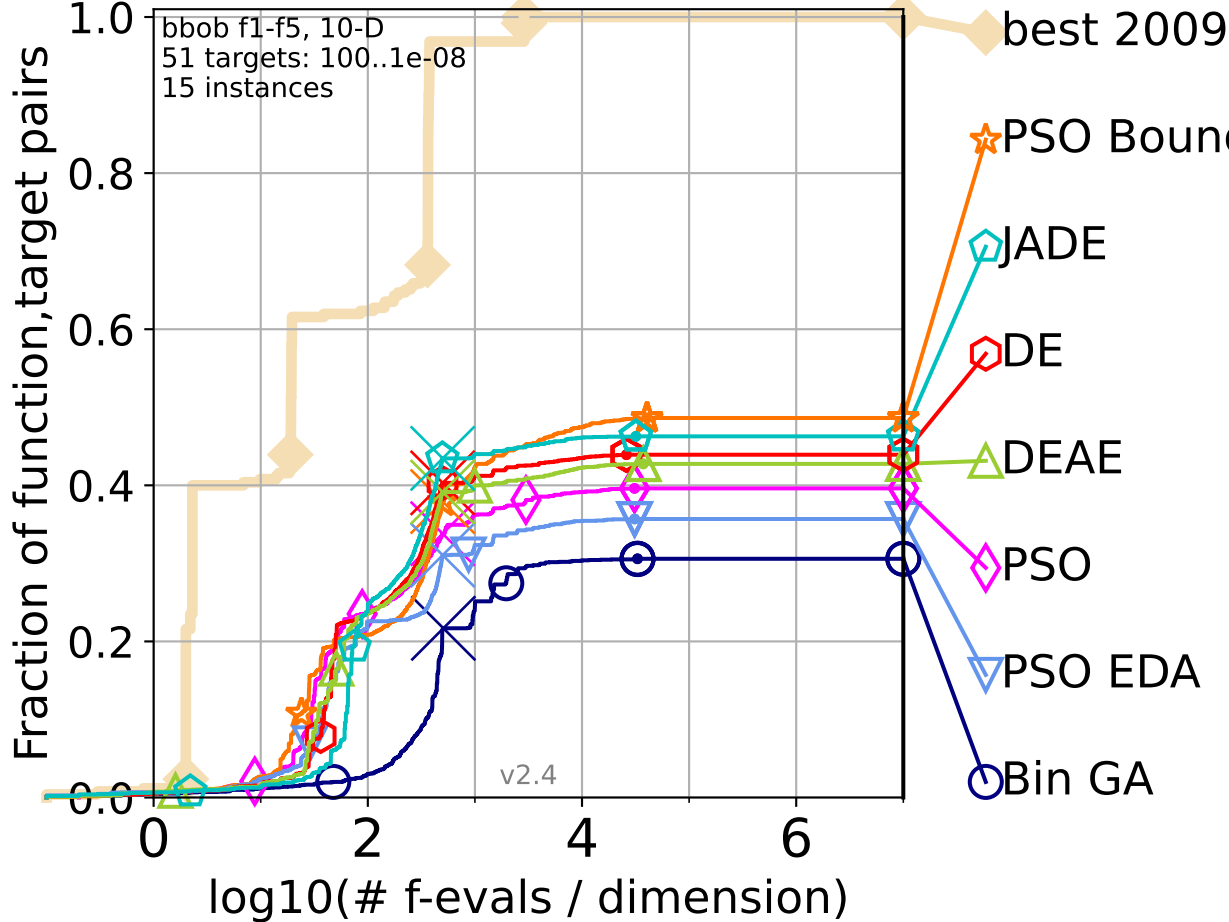 bbob f1-f5, 10-D
51 targets: 100..1e-08
15 instances
Fraction of function,target pairs
1.0
0.8
0.6
0.4
0.2
0.0
0
2
4
6
log10(# f-evals / dimension)
v2.4
best 2009
PSO Boun
JADE
DE
DEAE
PSO
PSO EDA
Bin GA